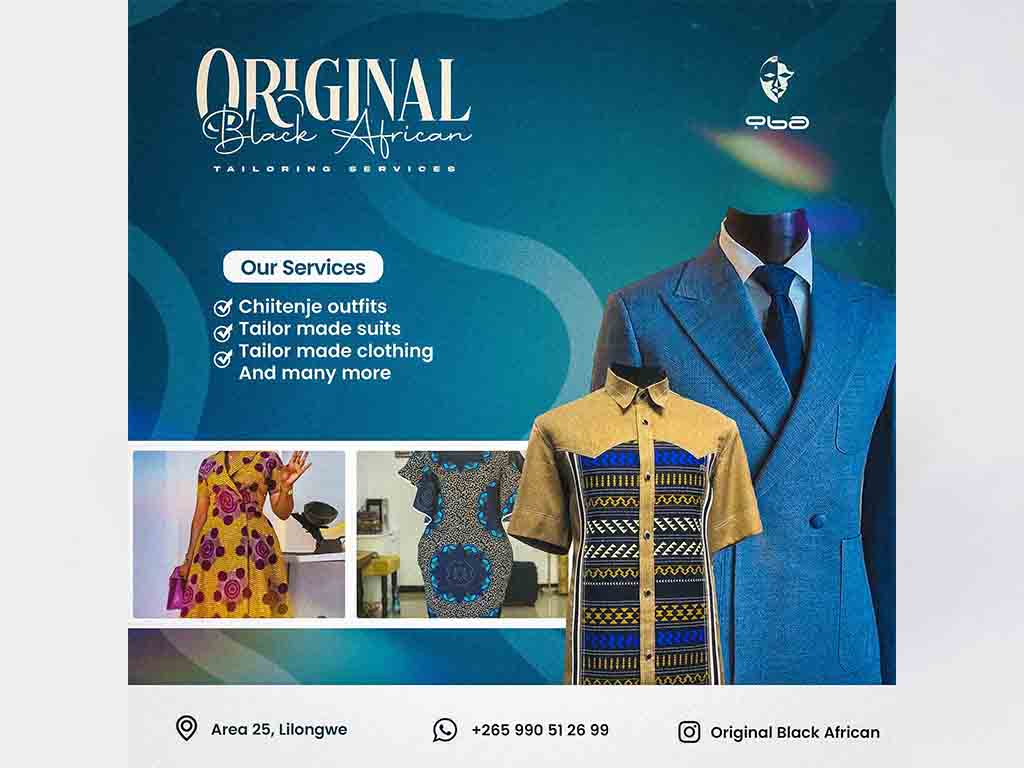 ORIGINAL
Black African
TAILORING SERVICES
oba
Our Services
Chiitenje outfits
Tailor made suits
Tailor made clothing
And many more
Area 25, Lilongwe
+265 990 51 26 99
Original Black African